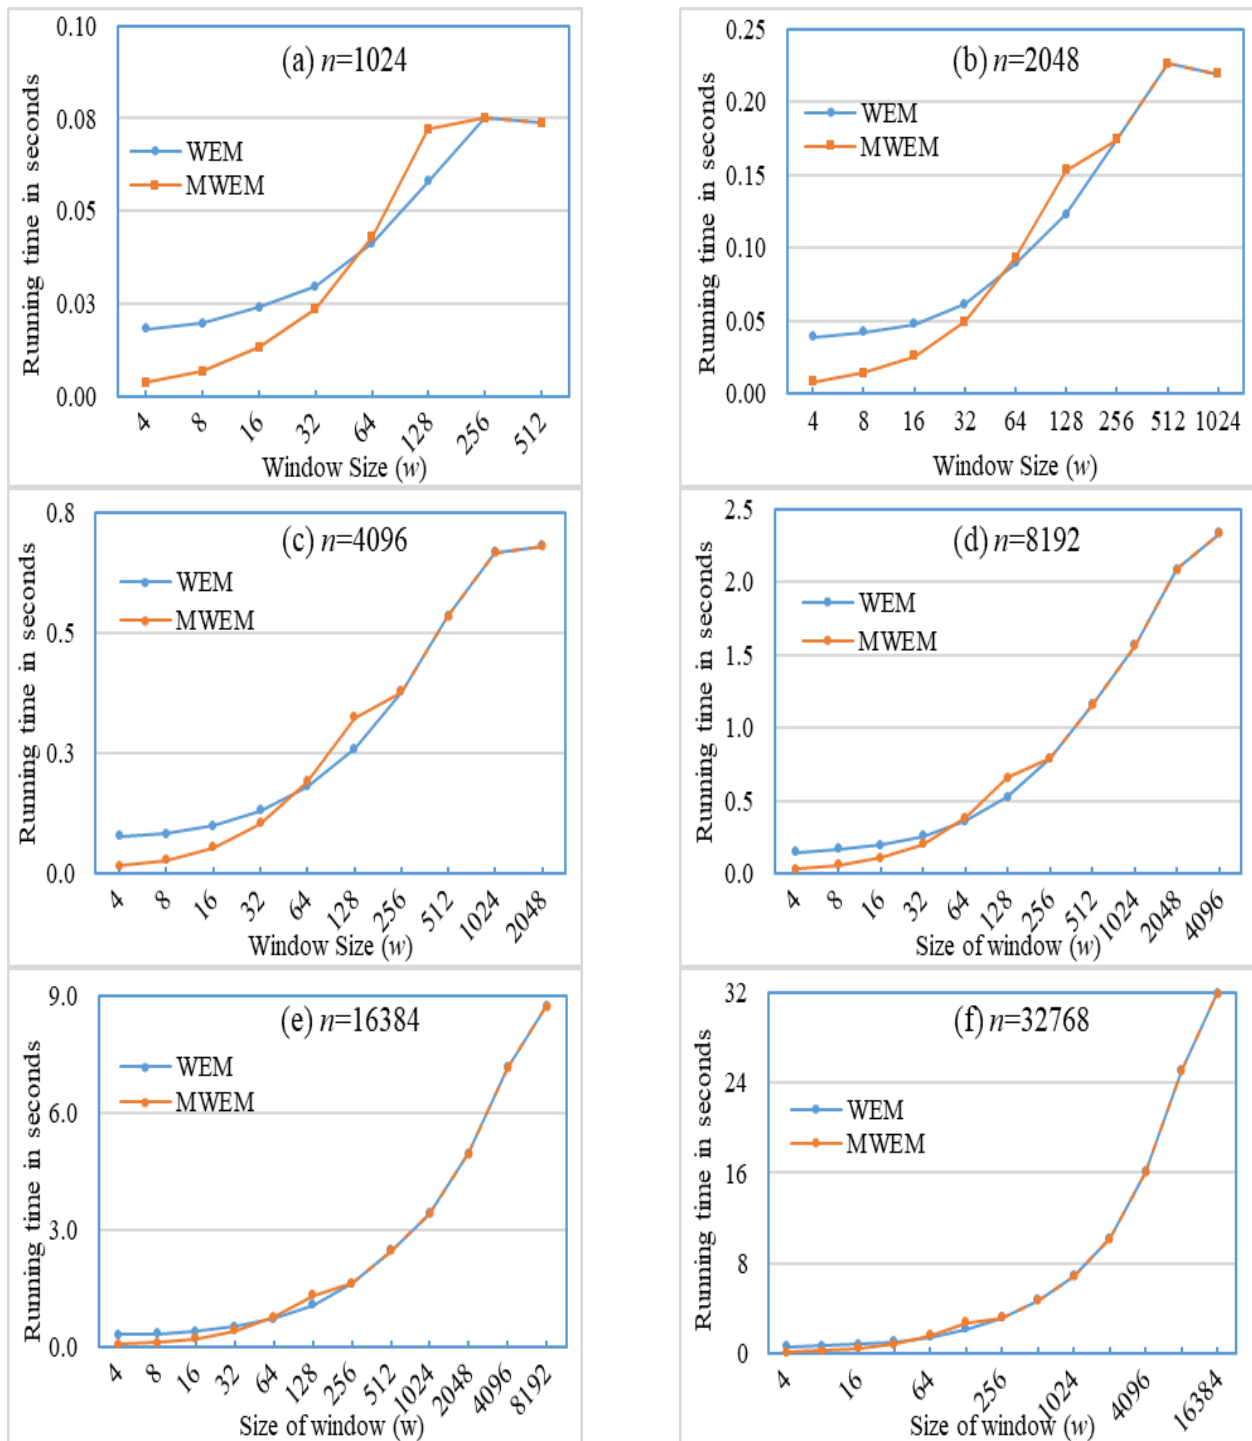 (a) n=1024
Running time in seconds
0.10
0.08
0.05
0.03
0.00
WEM
MWEM
4 8 16 32 64 128 256 512
Window Size (w)
(b) n=2048
Running time in seconds
0.25
0.20
0.15
0.10
0.05
0.00
WEM
MWEM
4 8 16 32 64 128 256 512 1024
Window Size (w)
(c) n=4096
Running time in seconds
0.8
0.5
0.3
0.0
WEM
MWEM
4 8 16 32 64 128 256 512 1024 2048
Window Size (w)
(d) n=8192
Running time in seconds
2.5
2.0
1.5
1.0
0.5
0.0
WEM
MWEM
4 8 16 32 64 128 256 512 1024 2048 4096
Size of window (w)
(e) n=16384
Running time in seconds
9.0
6.0
3.0
0.0
WEM
MWEM
4 8 16 32 64 128 256 512 1024 2048 4096 8192
Size of window (w)
(f) n=32768
Running time in seconds
32
24
16
8
0
WEM
MWEM
4 16 64 256 1024 4096 16384
Size of window (w)